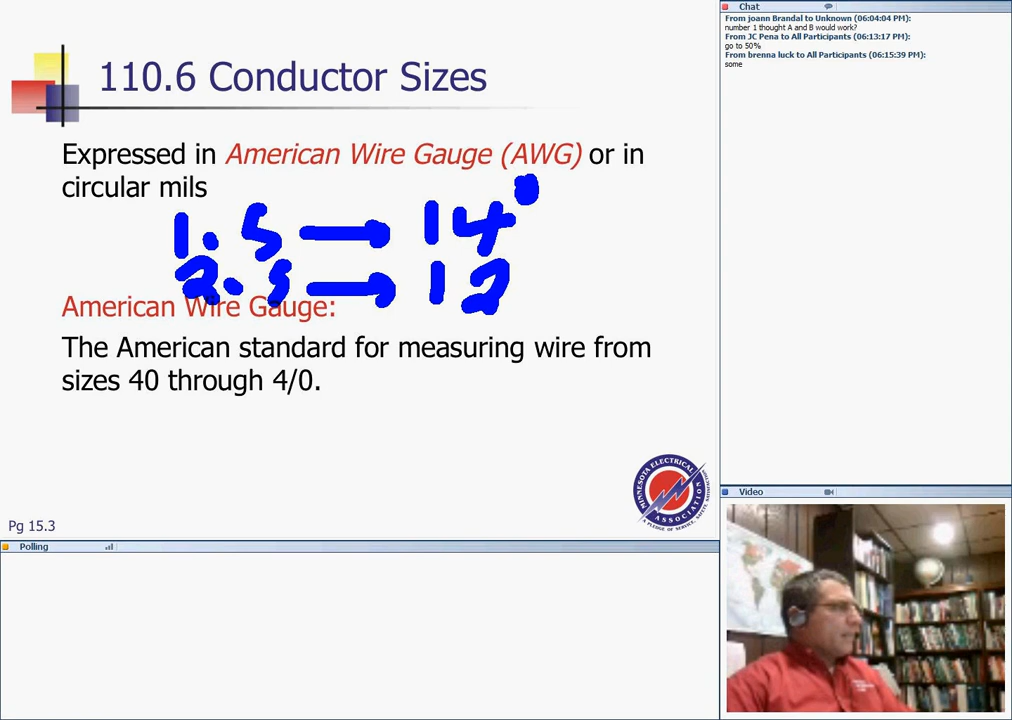 110.6 Conductor Sizes
Expressed in American Wire Gauge (AWG) or in
circular mils
1.5 → 14
2.5 → 12
American Wire Gauge:
The American standard for measuring wire from
sizes 40 through 4/0.
MINNESOTA ELECTRICAL
ASSOCIATION
Pg 15.3
Polling
Chat
From joann Brandal to Unknown (06:04:04 PM):
number 1 thought A and B would work?
From JC Pena to All Participants (06:13:17 PM):
go to 50%
From brenna luck to All Participants (06:15:39 PM):
some
Video